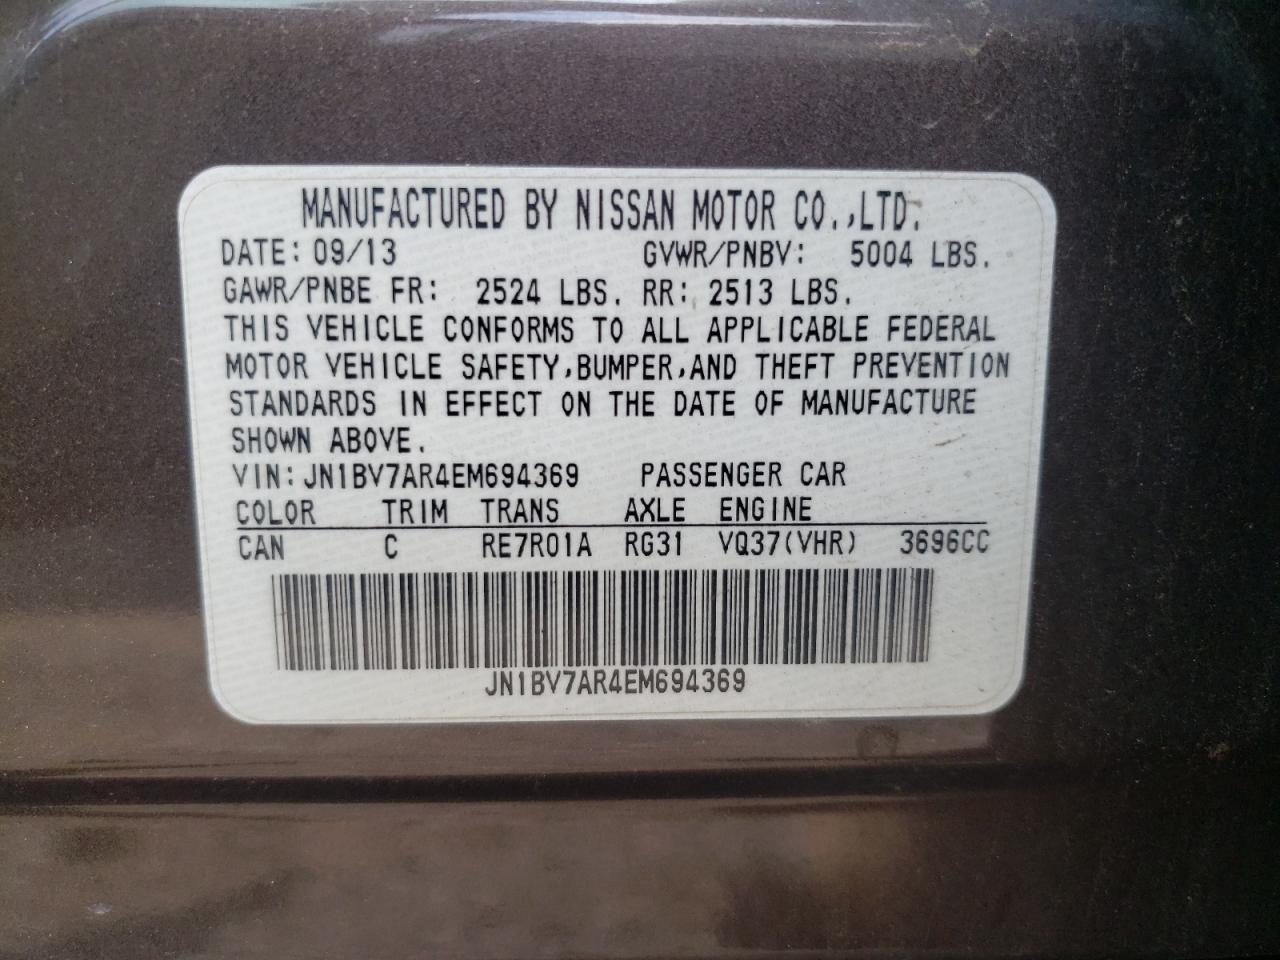 MANUFACTURED BY NISSAN MOTOR CO.,LTD.
DATE: 09/13 GVWR/PNBV: 5004 LBS.
GAWR/PNBE FR: 2524 LBS. RR: 2513 LBS.
THIS VEHICLE CONFORMS TO ALL APPLICABLE FEDERAL
MOTOR VEHICLE SAFETY,BUMPER,AND THEFT PREVENTION
STANDARDS IN EFFECT ON THE DATE OF MANUFACTURE
SHOWN ABOVE.
VIN:JN1BV7AR4EM694369 PASSENGER CAR
COLOR TRIM TRANS AXLE ENGINE
CAN C RE7R01A RG31 VQ37(VHR) 3696CC
JN1BV7AR4EM694369